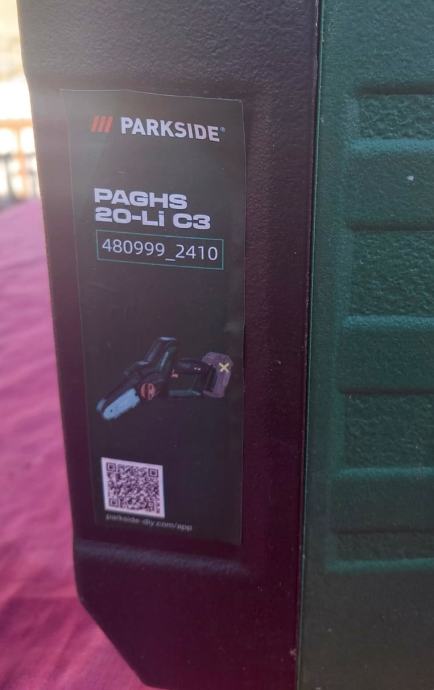 PARKSIDE®
PAGHS
20-Li C3
480999_2410
parkside-diy.com/app